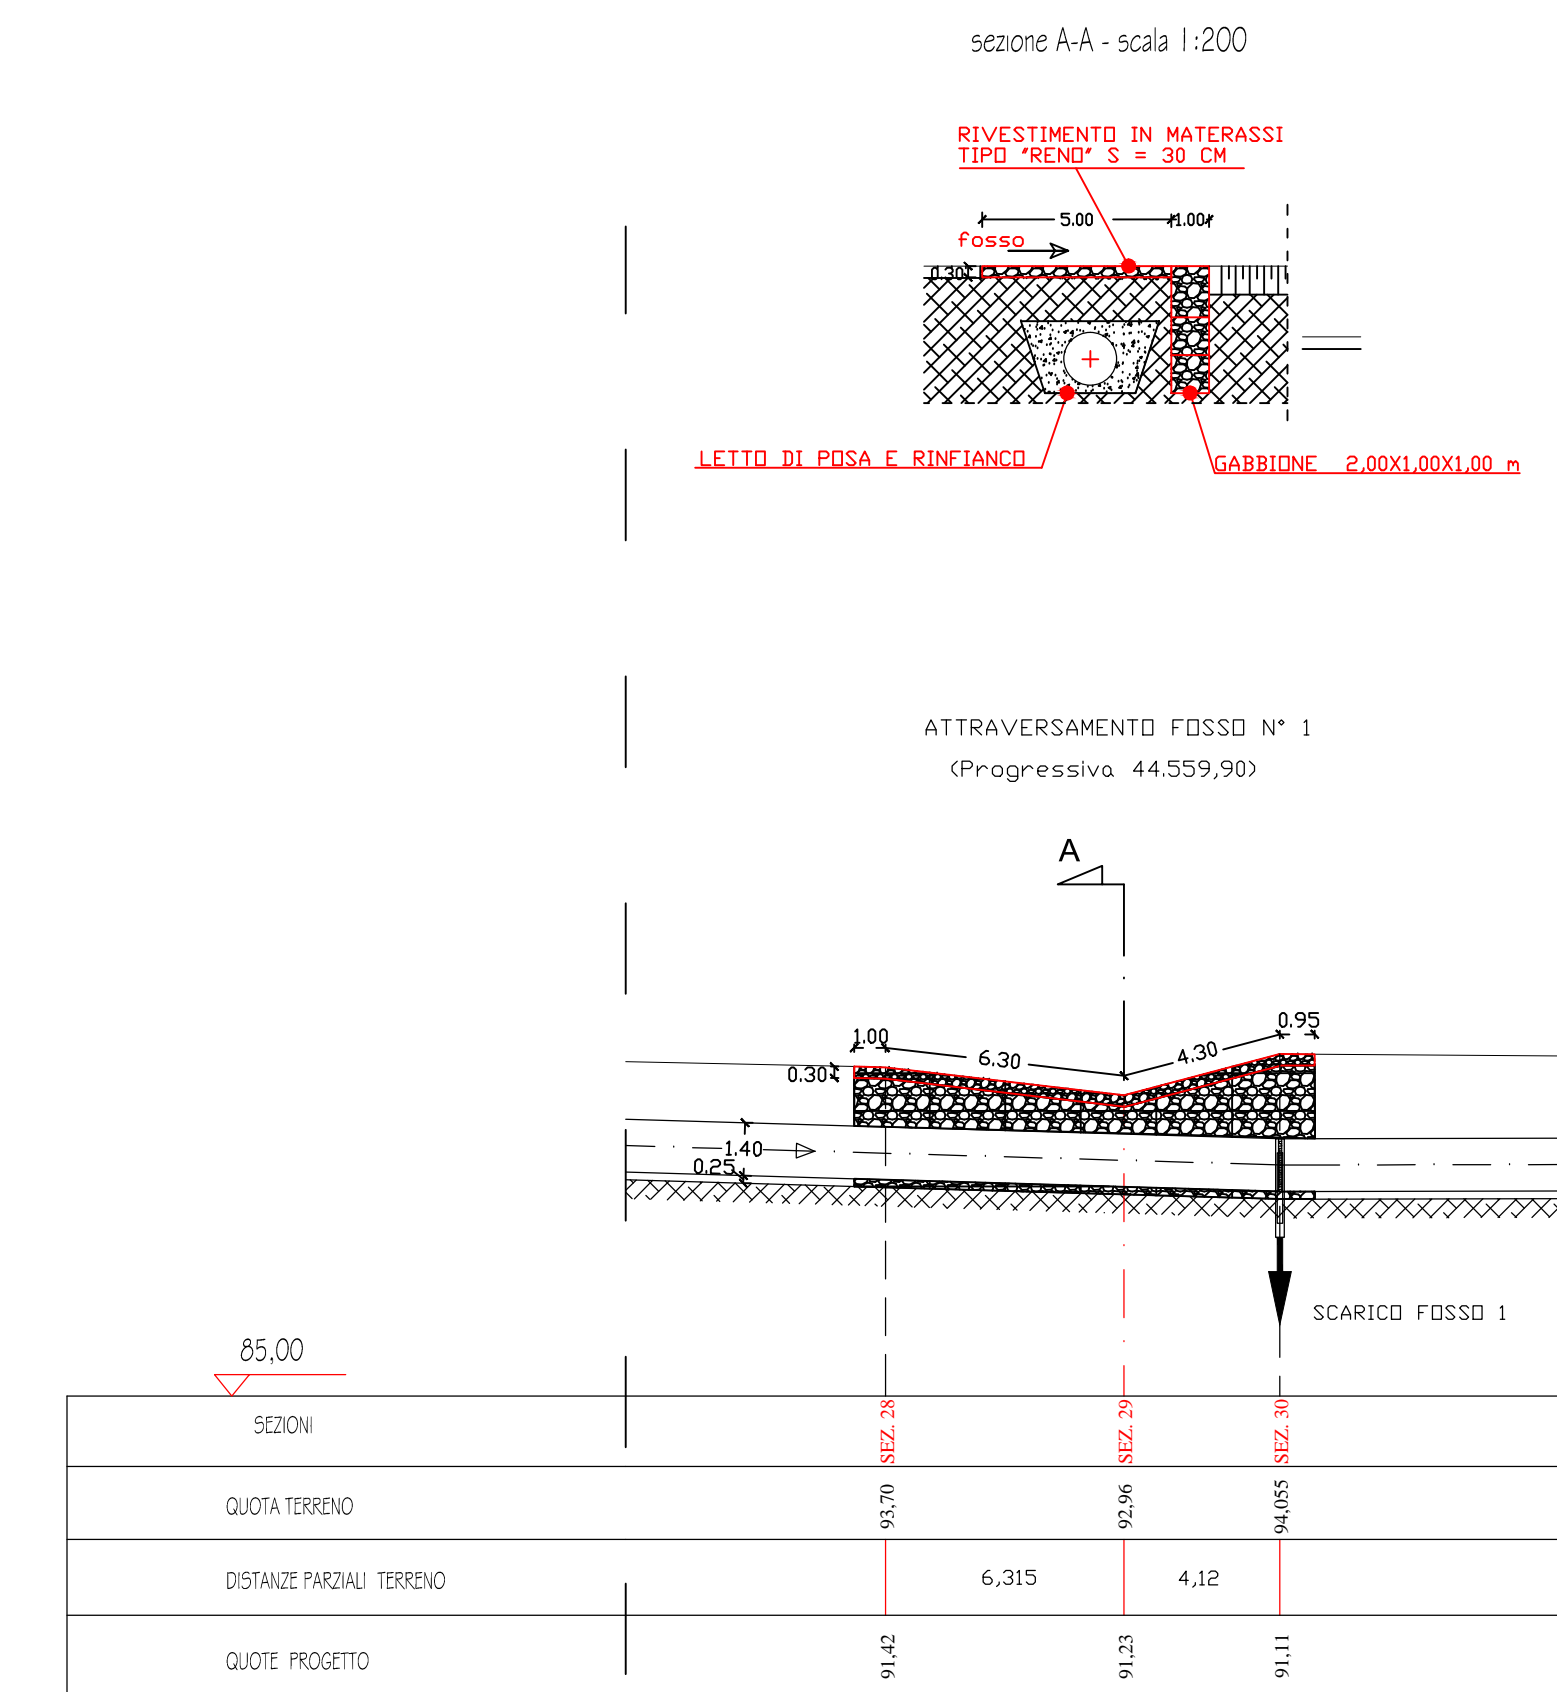 sezione A-A - scala 1:200
RIVESTIMENTO IN MATERASSI
TIPO "RENO" S = 30 CM
5.00
1.00
fosso
0.30
LETTO DI POSA E RINFIANCO
GABBIONE 2,00X1,00X1,00 m
ATTRAVERSAMENTO FOSSO N° 1
(Progressiva 44.559,90)
A
0.95
1.00
6.30
4.30
0.30
1.40
0.25
SCARICO FOSSO 1
85,00
SEZIONI SEZ. 28 SEZ. 29 SEZ. 30
QUOTA TERRENO 93,70 92,96 94,055
DISTANZE PARZIALI TERRENO 6,315 4,12
QUOTE PROGETTO 91,42 91,23 91,11